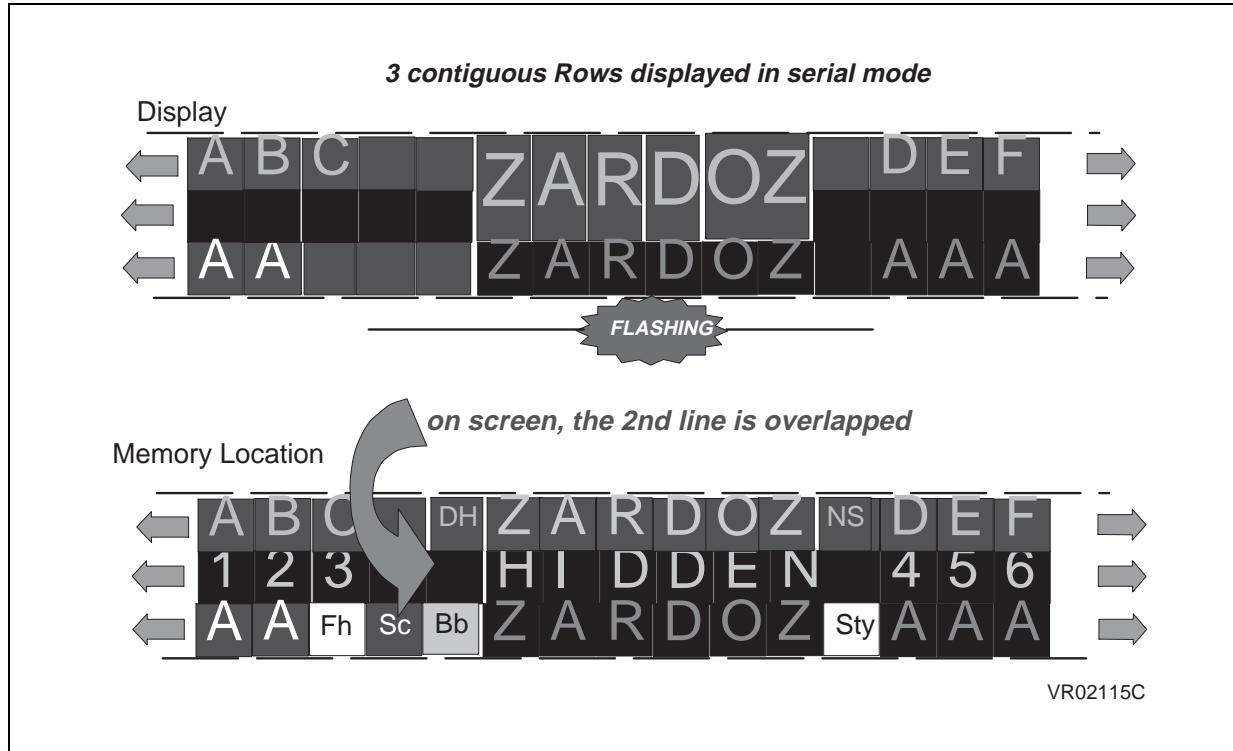 3 contiguous Rows displayed in serial mode
Display
A B C ZARDOZ D E F
A A Z A R D O Z A A A
FLASHING
on screen, the 2nd line is overlapped
Memory Location
A B C DH Z A R D O Z NS D E F
1 2 3 H I D D E N 4 5 6
A A Fh Sc Bb Z A R D O Z Sty A A A
VR02115C